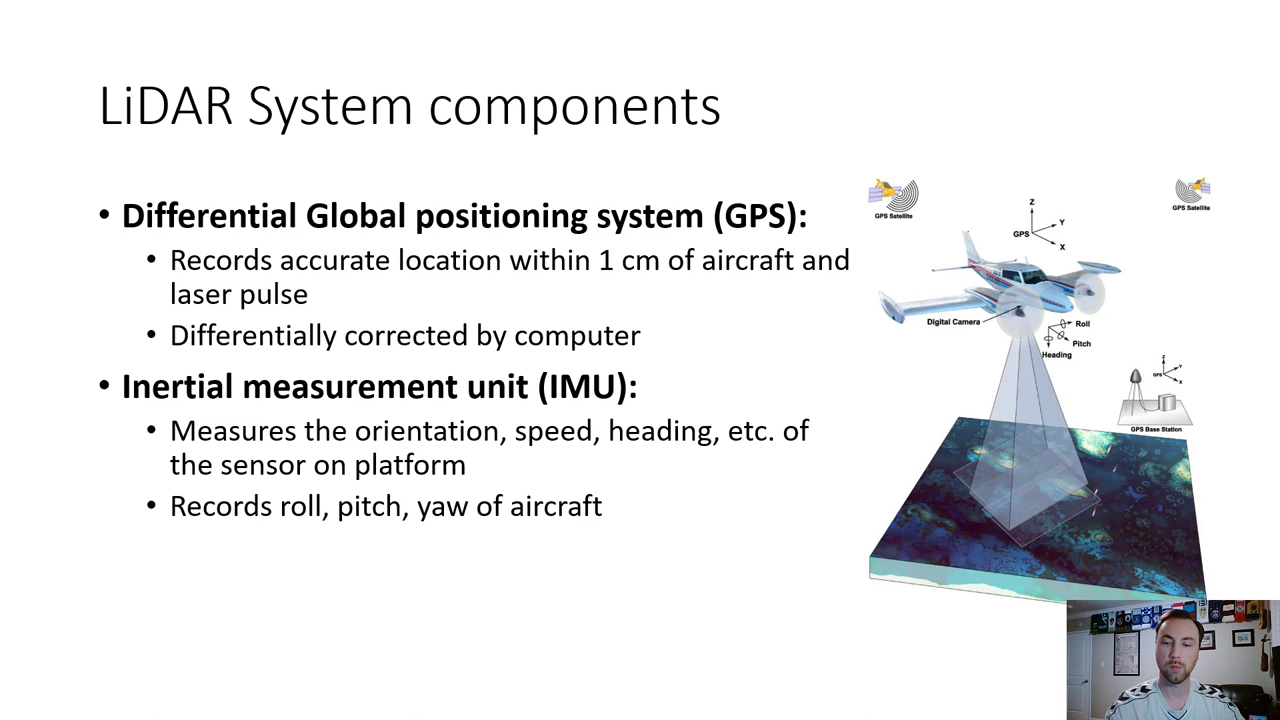 LiDAR System components
• Differential Global positioning system (GPS):
• Records accurate location within 1 cm of aircraft and
laser pulse
• Differentially corrected by computer
• Inertial measurement unit (IMU):
• Measures the orientation, speed, heading, etc. of
the sensor on platform
• Records roll, pitch, yaw of aircraft
GPS Satellite
GPS Satellite
Z
Y
GPS
X
Digital Camera
Roll
Pitch
Heading
Z
Y
GPS
X
GPS Base Station